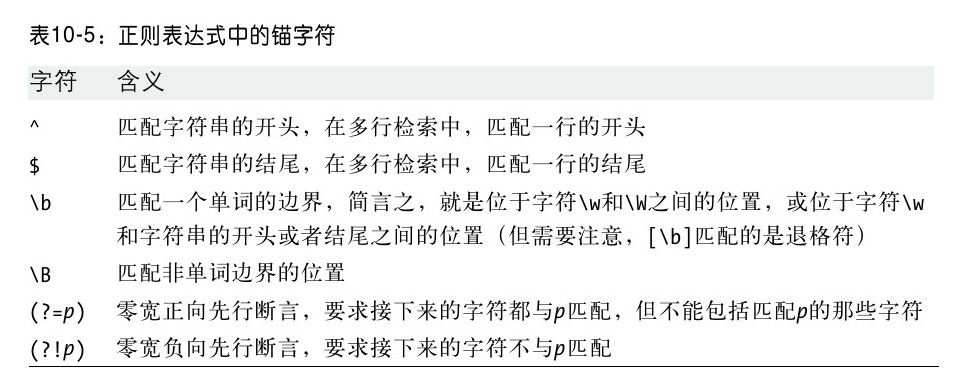 表10-5：正则表达式中的锚字符
字符 含义
^ 匹配字符串的开头，在多行检索中，匹配一行的开头
$ 匹配字符串的结尾，在多行检索中，匹配一行的结尾
\b 匹配一个单词的边界，简言之，就是位于字符\w和\W之间的位置，或位于字符\w
和字符串的开头或者结尾之间的位置（但需要注意，[\b]匹配的是退格符）
\B 匹配非单词边界的位置
(?=p) 零宽正向先行断言，要求接下来的字符都与p匹配，但不能包括匹配p的那些字符
(?!p) 零宽负向先行断言，要求接下来的字符不与p匹配